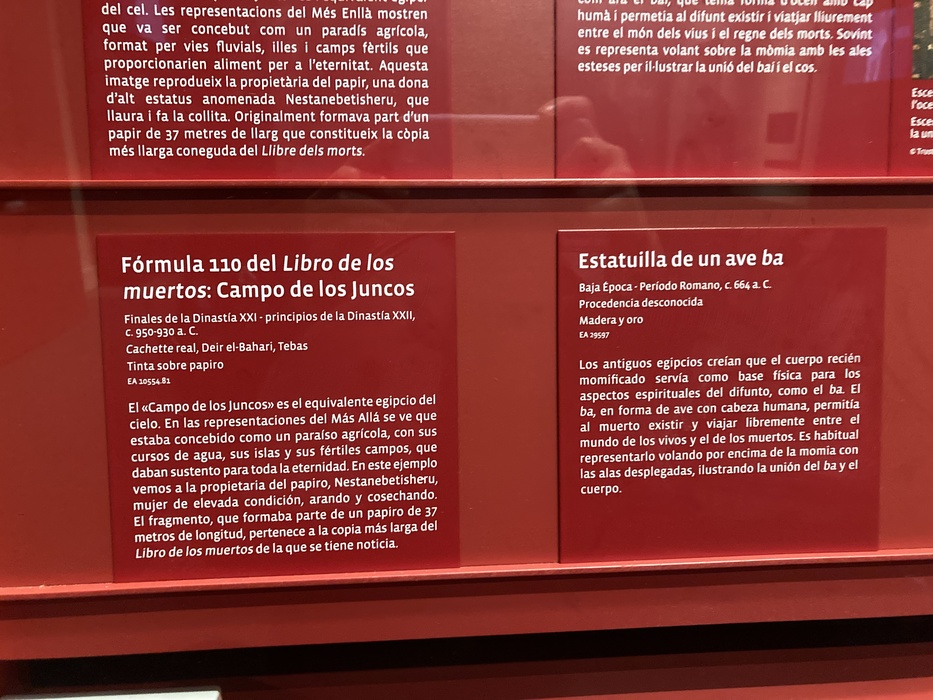 del cel. Les representacions del Més Enllà mostren
que va ser concebut com un paradís agrícola,
format per vies fluvials, illes i camps fèrtils que
proporcionarien aliment per a l'eternitat. Aquesta
imatge reprodueix la propietària del papir, una dona
d'alt estatus anomenada Nestanebetisheru, que
llaura i fa la collita. Originalment formava part d'un
papir de 37 metres de llarg que constitueix la còpia
més llarga coneguda del Llibre dels morts.
humà i permetia al difunt existir i viatjar lliurement
entre el món dels vius i el regne dels morts. Sovint
es representa volant sobre la mòmia amb les ales
esteses per il·lustrar la unió del ba i el cos.
Esce
l'oce
Esce
la un
© Trus
Fórmula 110 del Libro de los
muertos: Campo de los Juncos
Finales de la Dinastía XXI - principios de la Dinastía XXII,
c. 950-930 a. C.
Cachette real, Deir el-Bahari, Tebas
Tinta sobre papiro
EA 10554.81
El «Campo de los Juncos» es el equivalente egipcio del
cielo. En las representaciones del Más Allá se ve que
estaba concebido como un paraíso agrícola, con sus
cursos de agua, sus islas y sus fértiles campos, que
daban sustento para toda la eternidad. En este ejemplo
vemos a la propietaria del papiro, Nestanebetisheru,
mujer de elevada condición, arando y cosechando.
El fragmento, que formaba parte de un papiro de 37
metros de longitud, pertenece a la copia más larga del
Libro de los muertos de la que se tiene noticia.
Estatuilla de un ave ba
Baja Época - Período Romano, c. 664 a. C.
Procedencia desconocida
Madera y oro
EA 29597
Los antiguos egipcios creían que el cuerpo recién
momificado servía como base física para los
aspectos espirituales del difunto, como el ba. El
ba, en forma de ave con cabeza humana, permitía
al muerto existir y viajar libremente entre el
mundo de los vivos y el de los muertos. Es habitual
representarlo volando por encima de la momia con
las alas desplegadas, ilustrando la unión del ba y el
cuerpo.